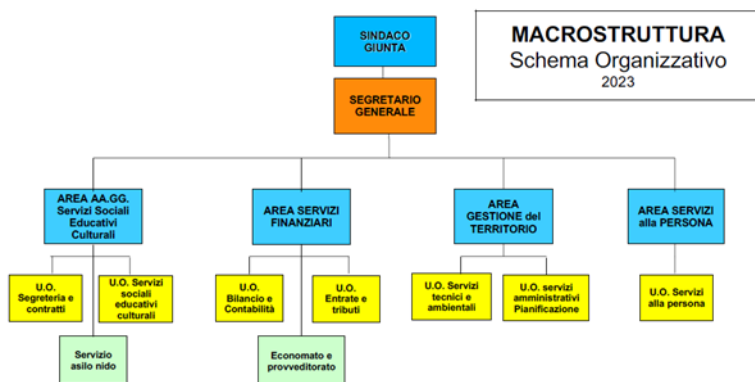 SINDACO
GIUNTA
MACROSTRUTTURA
Schema Organizzativo
2023
SEGRETARIO
GENERALE
AREA AA.GG.
Servizi Sociali
Educativi
Culturali
AREA SERVIZI
FINANZIARI
AREA
GESTIONE del
TERRITORIO
AREA SERVIZI
alla PERSONA
U.O.
Segreteria e
contratti
U.O. Servizi
sociali
educativi
culturali
U.O.
Bilancio e
Contabilità
U.O.
Entrate e
tributi
U.O. Servizi
tecnici e
ambientali
U.O. servizi
amministrativi
Pianificazione
U.O. Servizi
alla persona
Servizio
asilo nido
Economato e
provveditorato